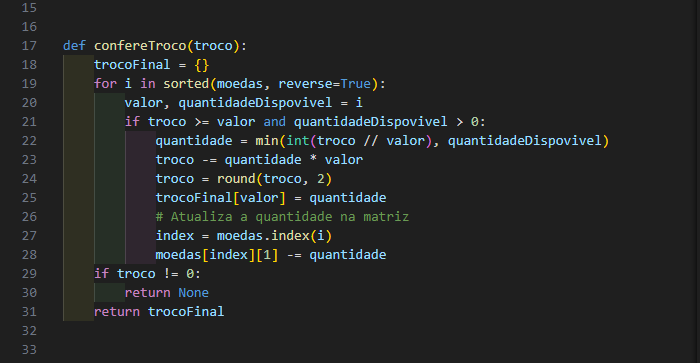 15
16
17 def confereTroco(troco):
18     trocoFinal = {}
19     for i in sorted(moedas, reverse=True):
20         valor, quantidadeDispovivel = i
21         if troco >= valor and quantidadeDispovivel > 0:
22             quantidade = min(int(troco // valor), quantidadeDispovivel)
23             troco -= quantidade * valor
24             troco = round(troco, 2)
25             trocoFinal[valor] = quantidade
26             # Atualiza a quantidade na matriz
27             index = moedas.index(i)
28             moedas[index][1] -= quantidade
29     if troco != 0:
30         return None
31     return trocoFinal
32
33